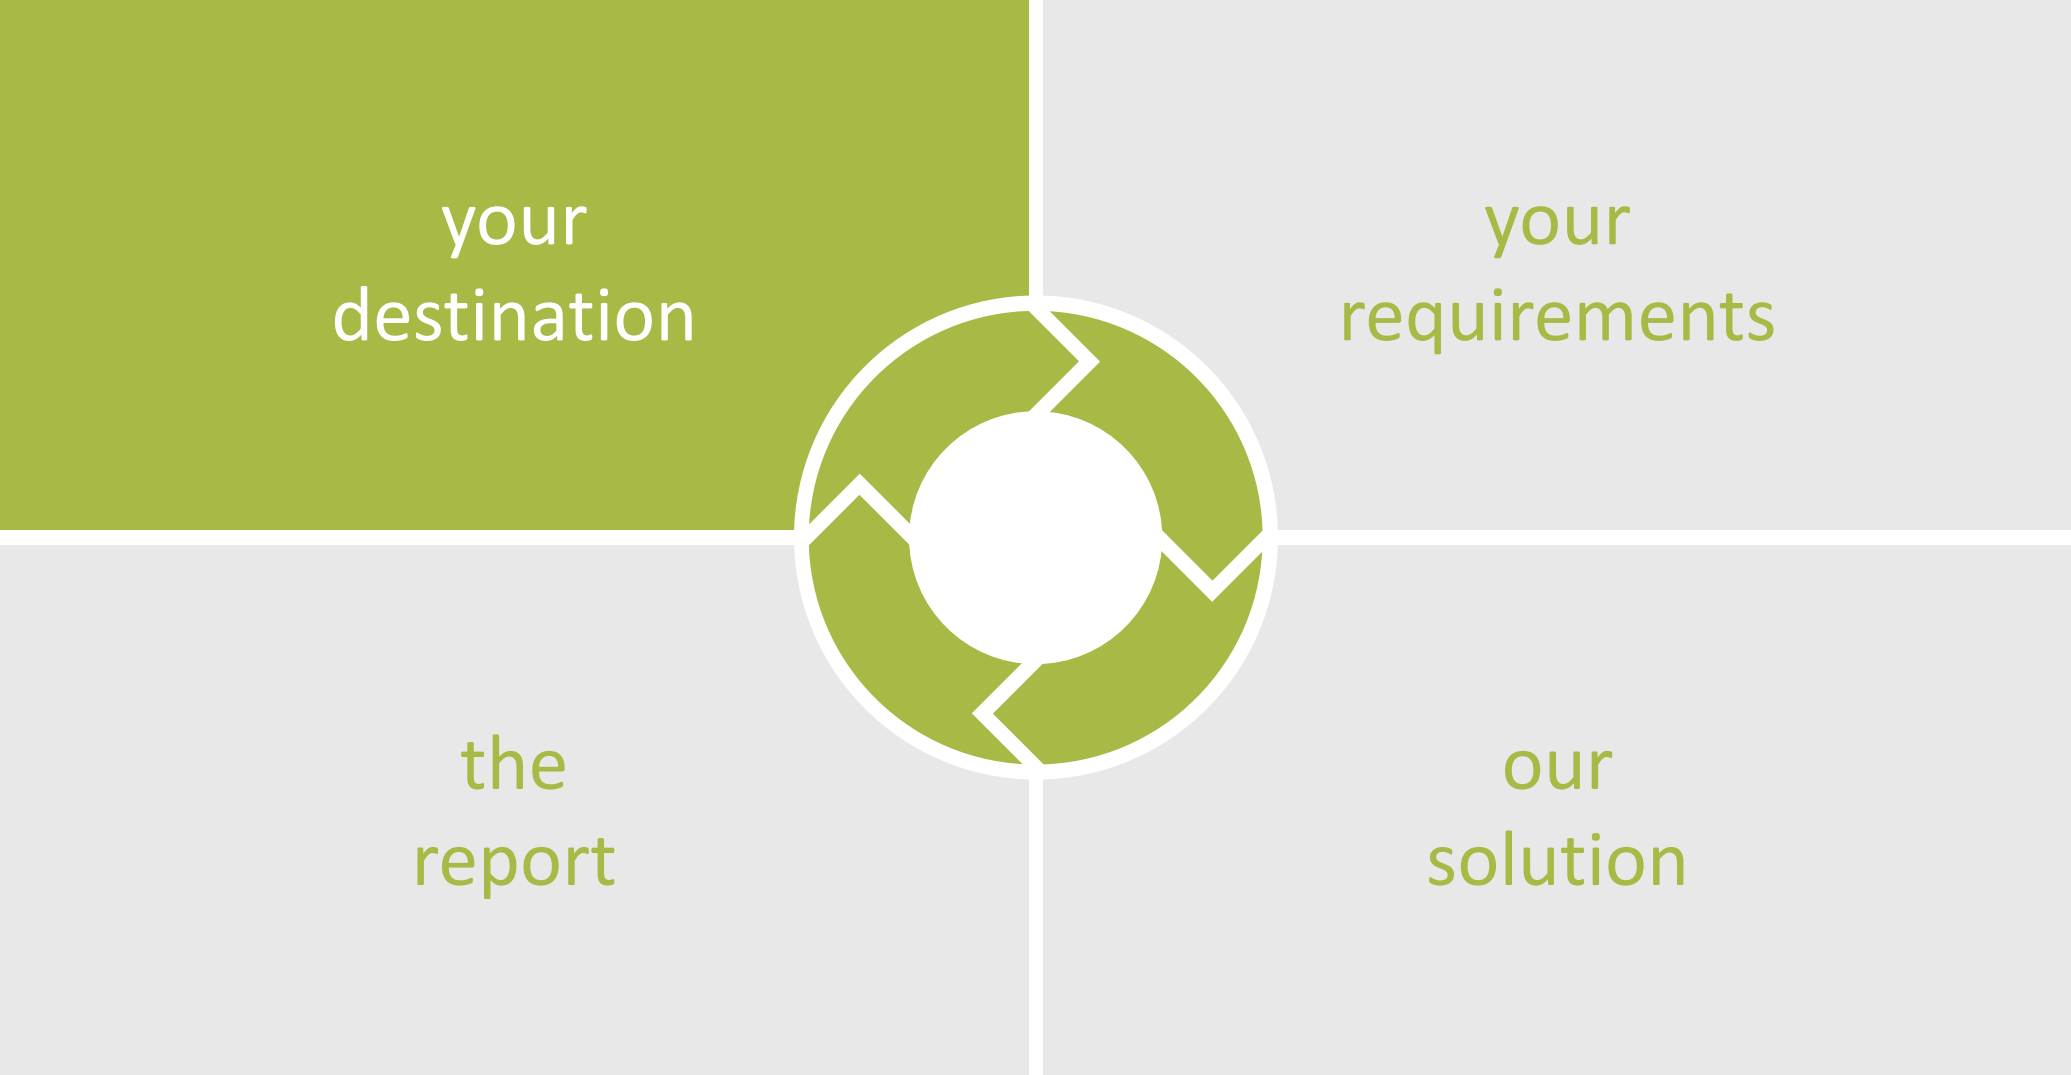 your
destination
your
requirements
the
report
our
solution